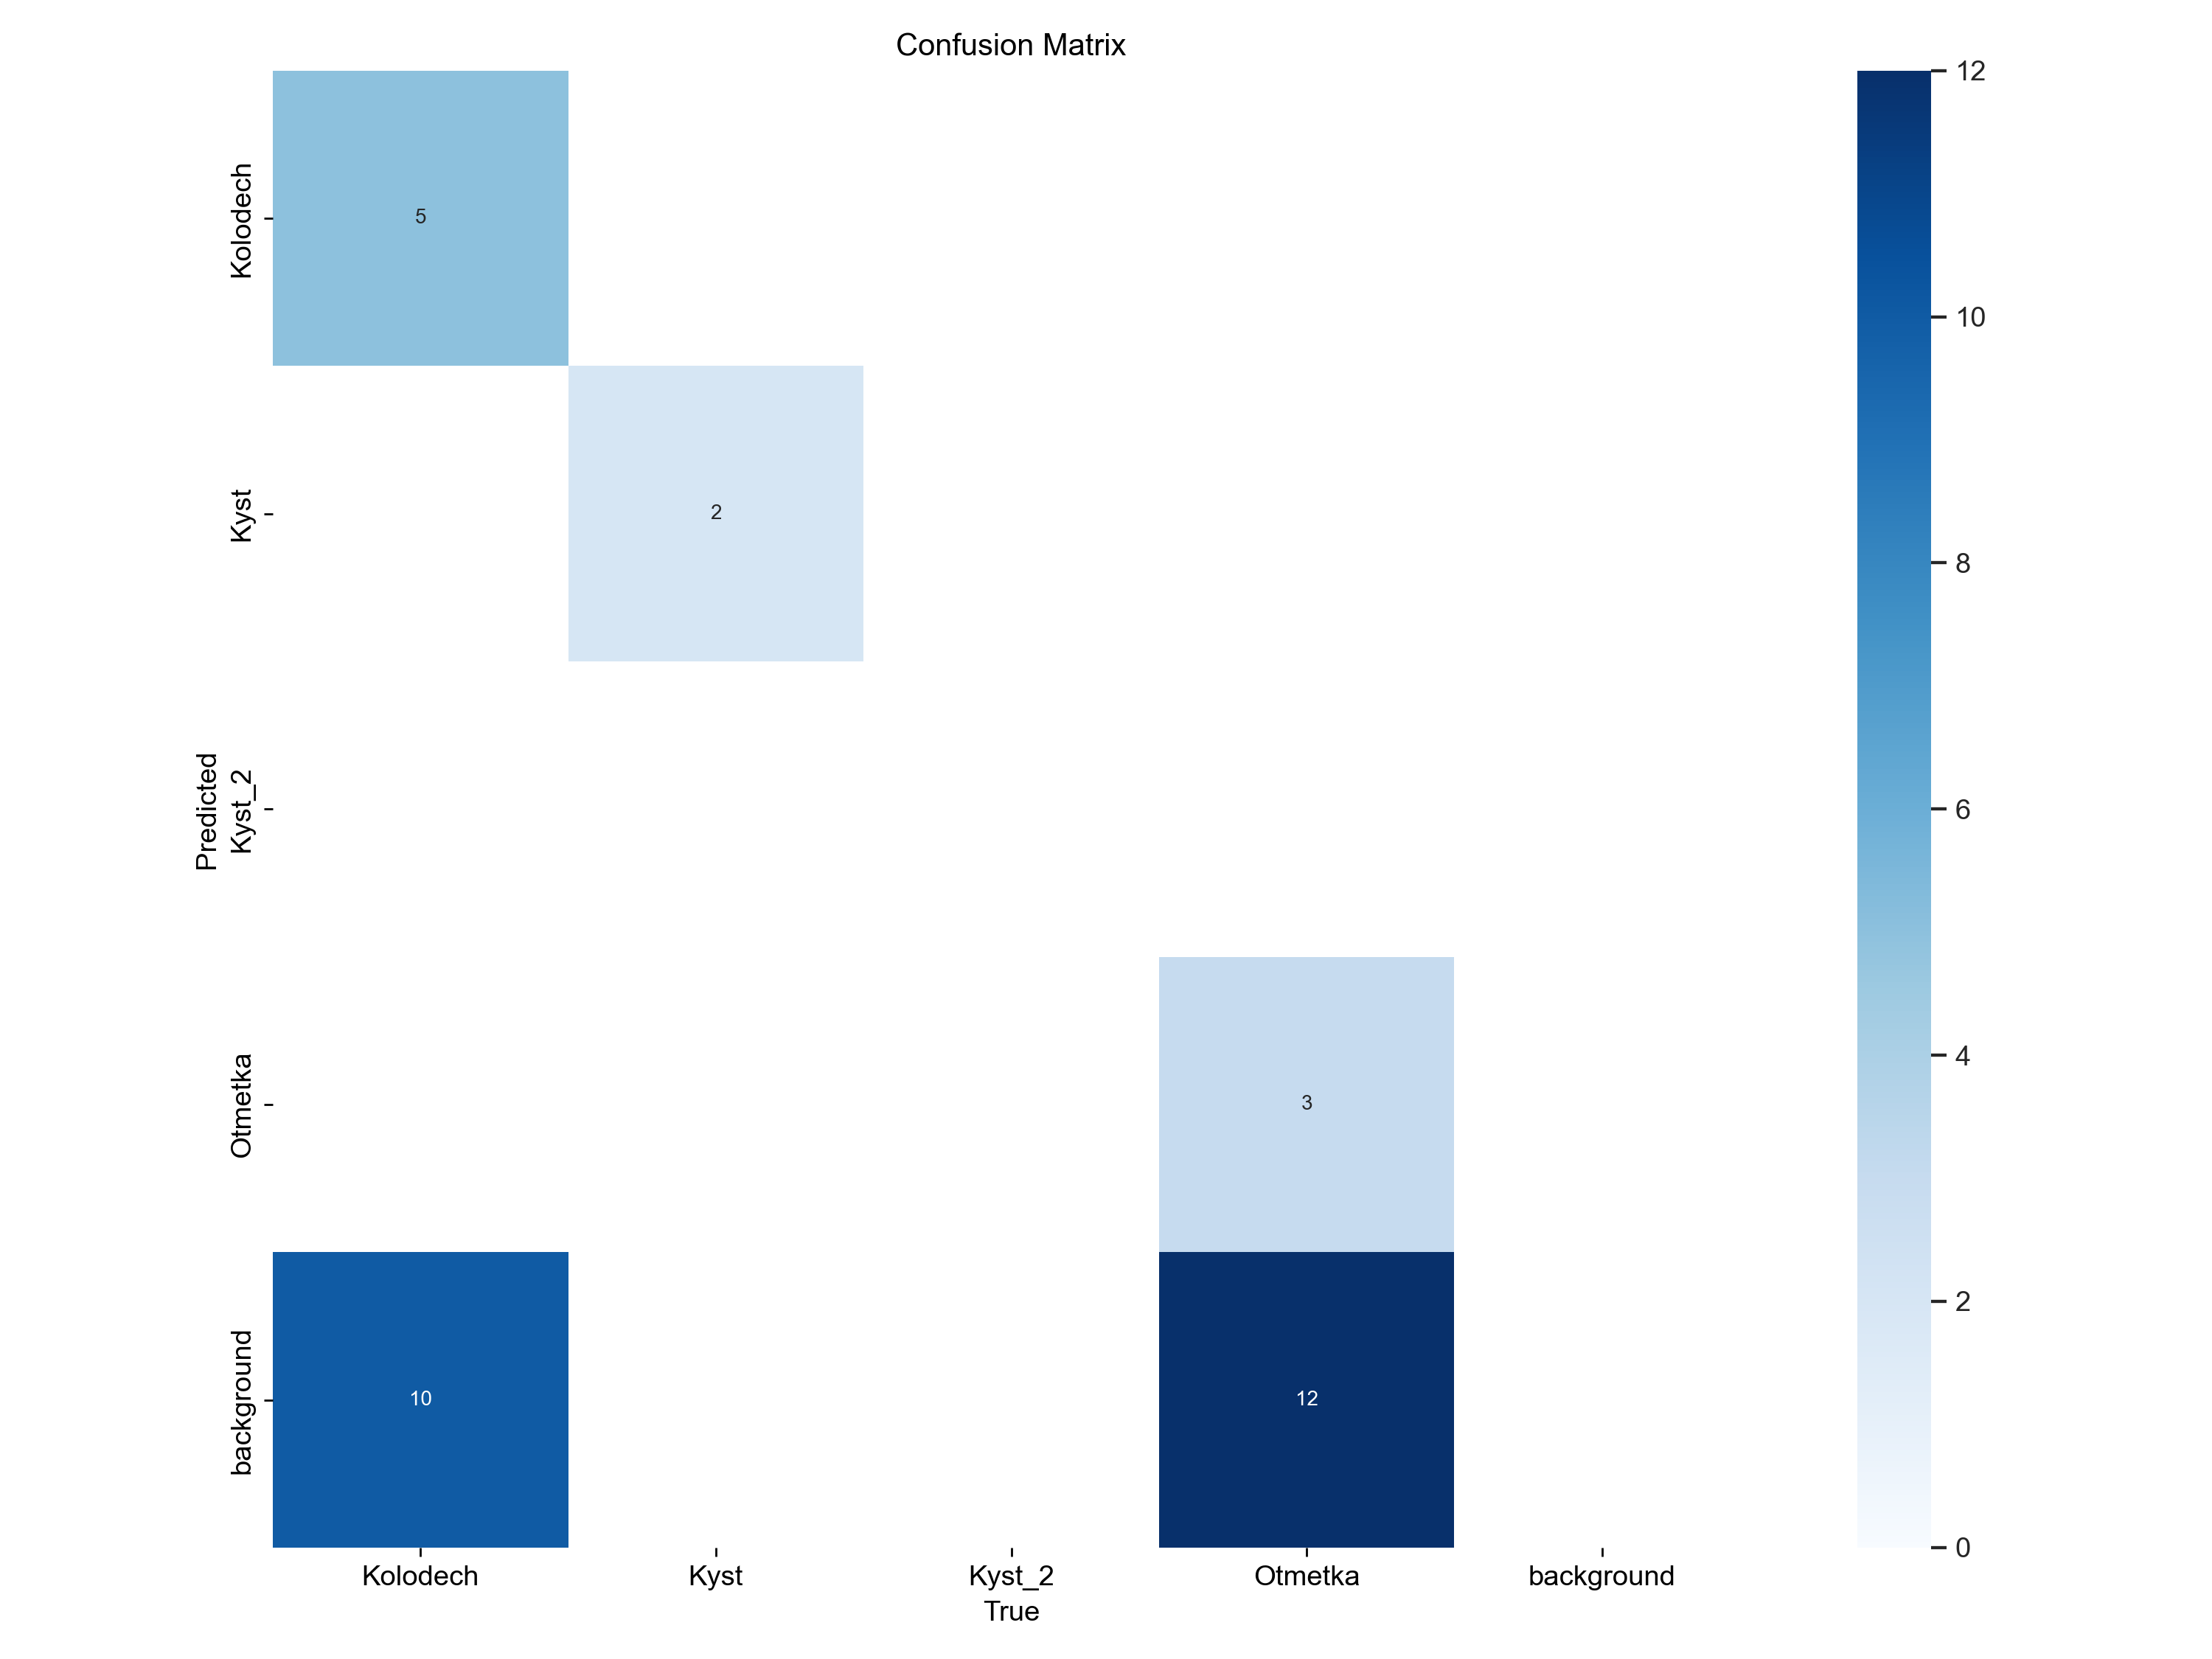 Confusion Matrix
Predicted
Kolodech
Kyst
Kyst_2
Otmetka
background
5
2
3
10
12
Kolodech
Kyst
Kyst_2
Otmetka
background
True
12
10
8
6
4
2
0